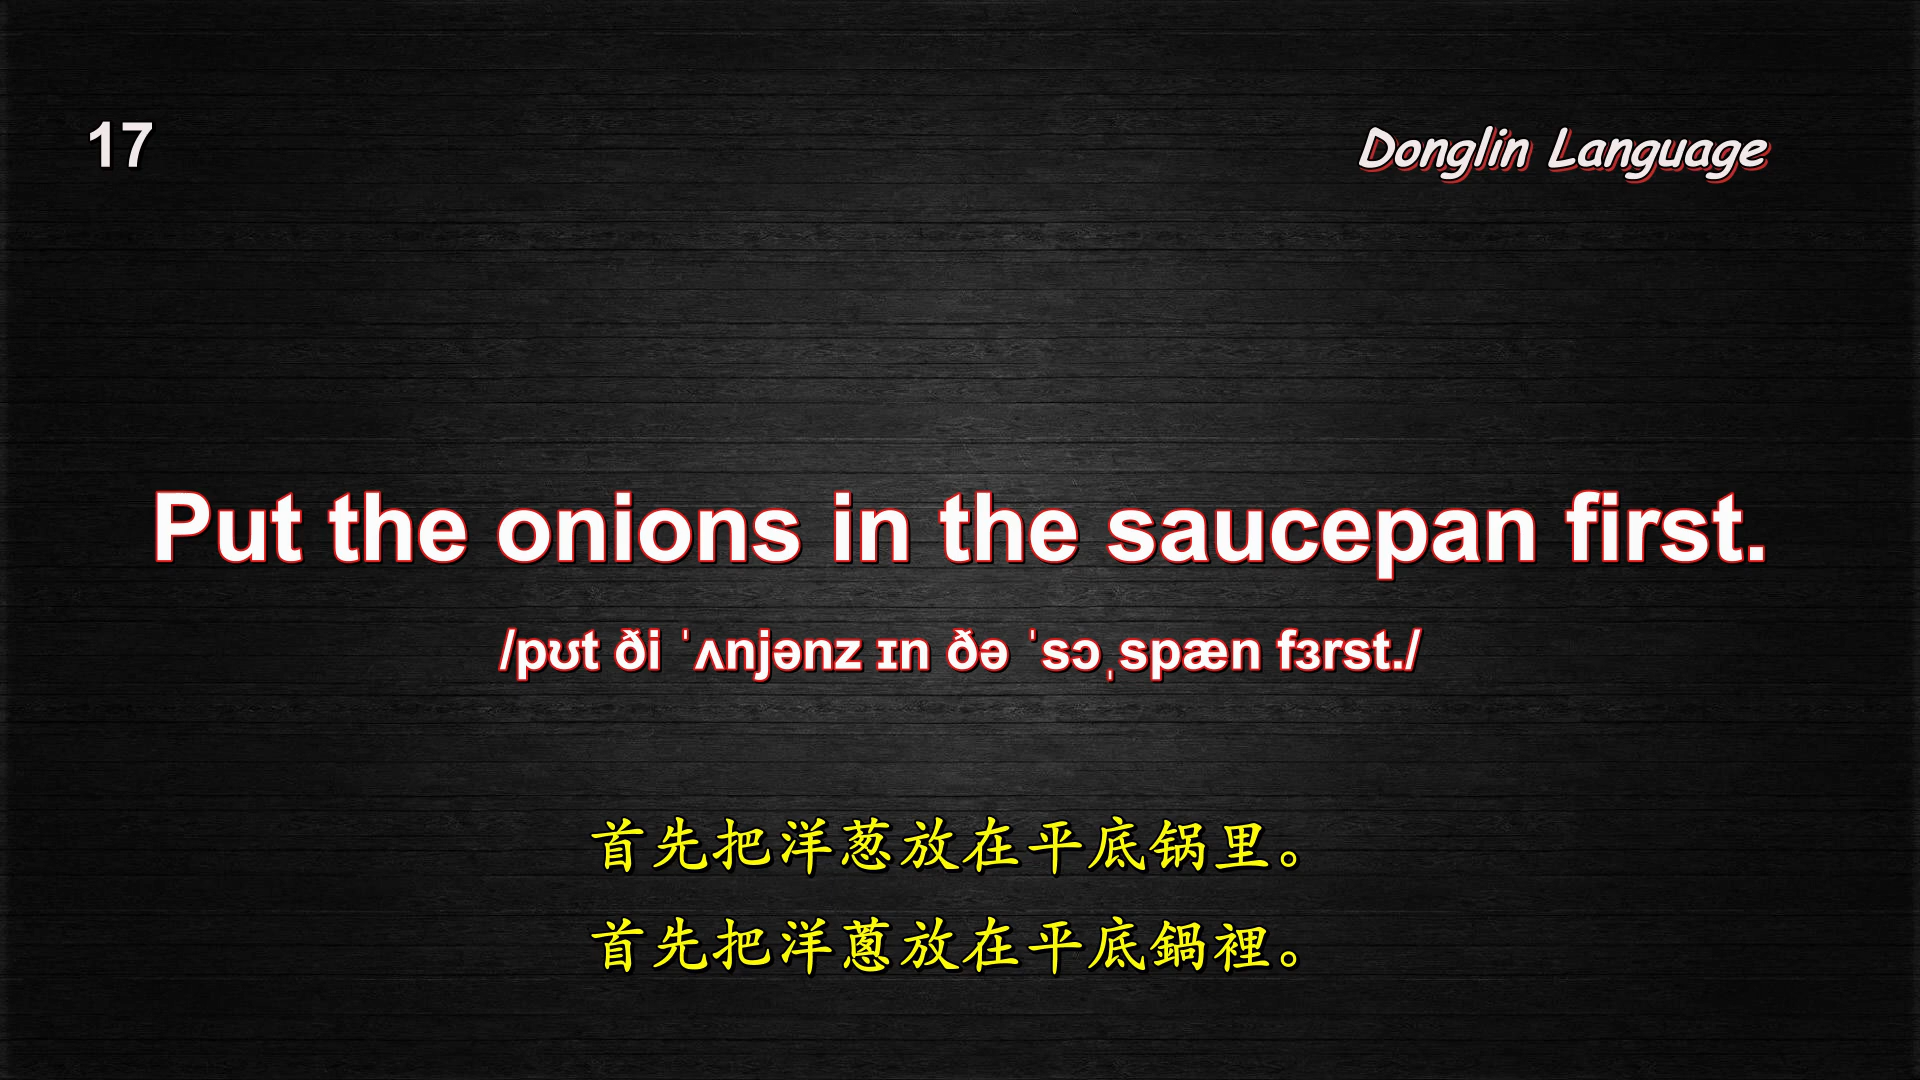 17
Donglin Language
Put the onions in the saucepan first.
/pʊt ði ˈʌnjənz ɪn ðə ˈsɔˌspæn fɜrst./
首先把洋葱放在平底锅里。
首先把洋蔥放在平底鍋裡。